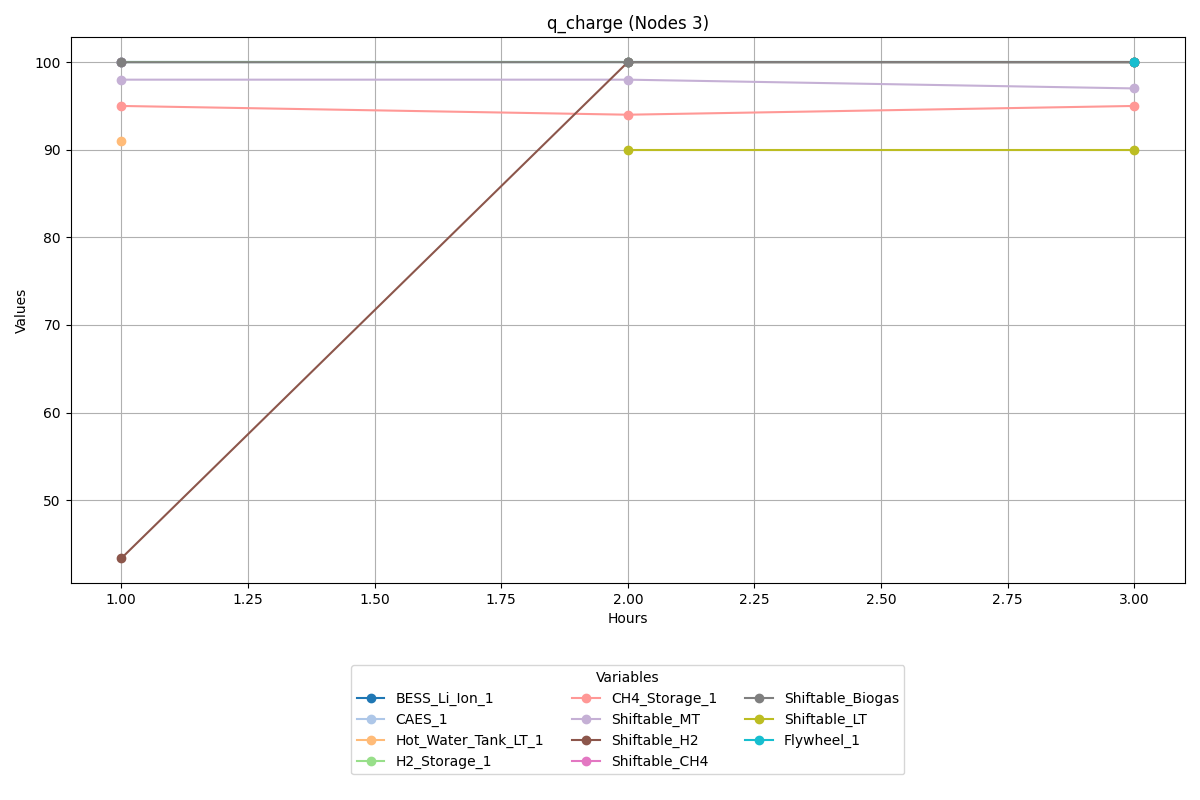 q_charge (Nodes 3)
Values
100
90
80
70
60
50
1.00 1.25 1.50 1.75 2.00 2.25 2.50 2.75 3.00
Hours
Variables
BESS_Li_Ion_1
CAES_1
Hot_Water_Tank_LT_1
H2_Storage_1
CH4_Storage_1
Shiftable_MT
Shiftable_H2
Shiftable_CH4
Shiftable_Biogas
Shiftable_LT
Flywheel_1